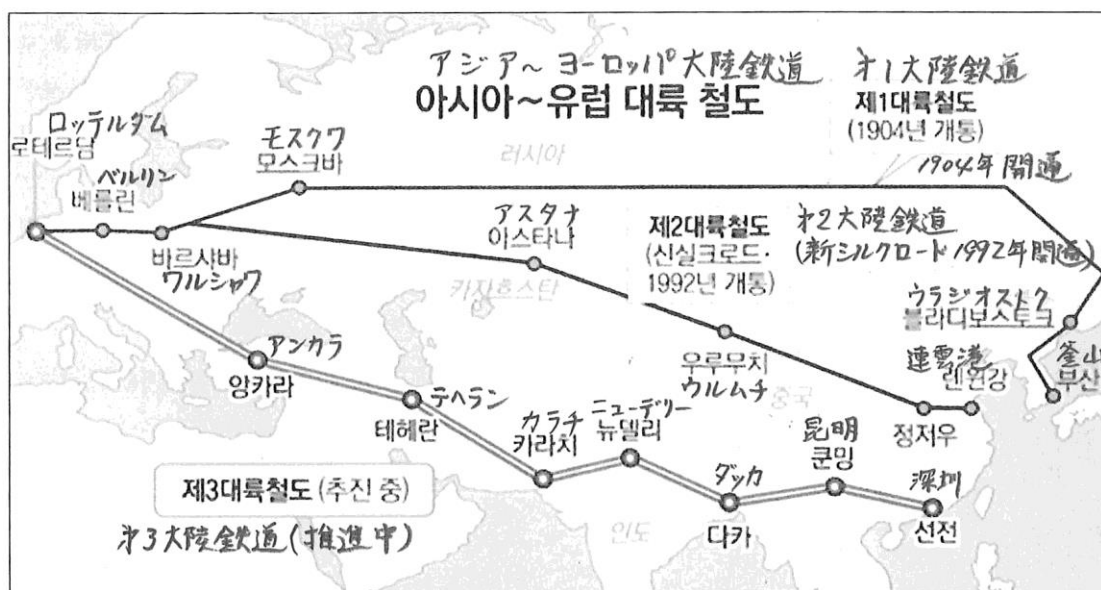 アジア～ヨーロッパ大陸鉄道
아시아~유럽 대륙 철도
才1大陸鉄道
제1대륙철도
(1904년 개통)
1904年開通
ロッテルダム
로테르담
ベルリン
베를린
モスクワ
모스크바
러시아
바르샤바
ワルシャワ
アスタナ
아스타나
카자흐스탄
제2대륙철도
(신실크로드·
1992년 개통)
才2大陸鉄道
(新シルクロード1992年開通)
ウラジオストク
블라디보스토크
우루무치
ウルムチ
連雲港
롄윈강
釜山
부산
중국
정저우
アンカラ
앙카라
テヘラン
테헤란
カラチ
카라치
ニューデリー
뉴델리
ダッカ
다카
昆明
쿤밍
深圳
선전
인도
제3대륙철도 (추진 중)
才3大陸鉄道(推進中)